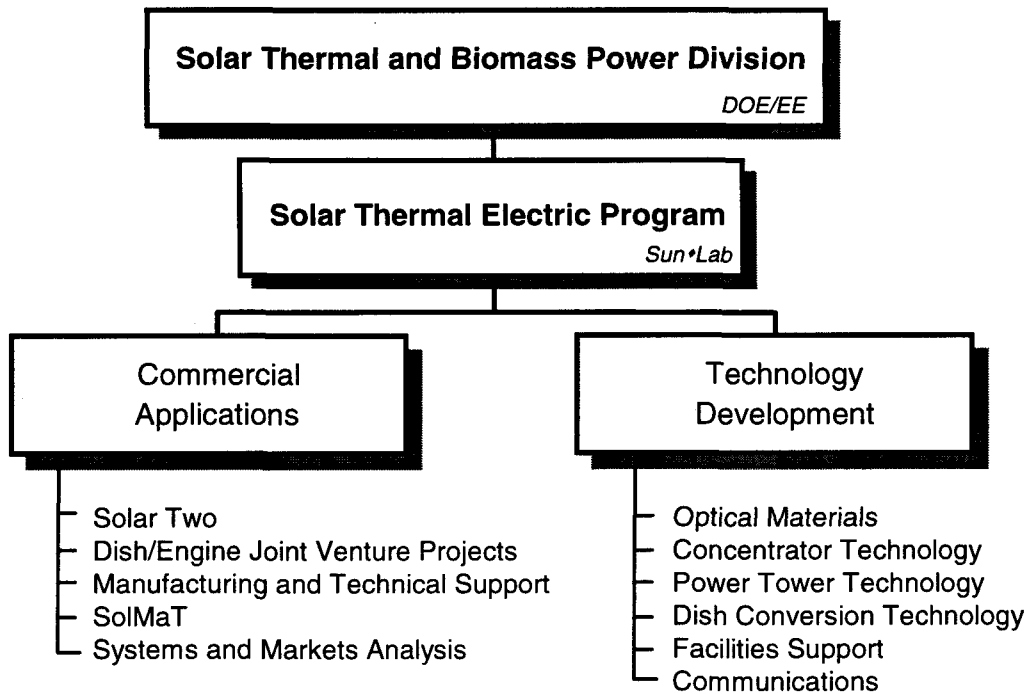 Solar Thermal and Biomass Power Division
DOE/EE
Solar Thermal Electric Program
Sun♦Lab
Commercial
Applications
Solar Two
Dish/Engine Joint Venture Projects
Manufacturing and Technical Support
SolMaT
Systems and Markets Analysis
Technology
Development
Optical Materials
Concentrator Technology
Power Tower Technology
Dish Conversion Technology
Facilities Support
Communications